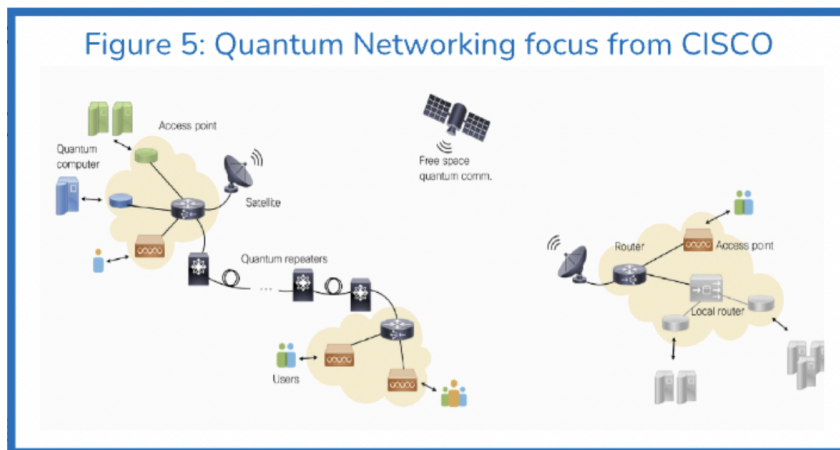 Figure 5: Quantum Networking focus from CISCO
Access point
Quantum
computer
Satellite
Free space
quantum comm.
Quantum repeaters
...
Users
Router
Access point
Local router